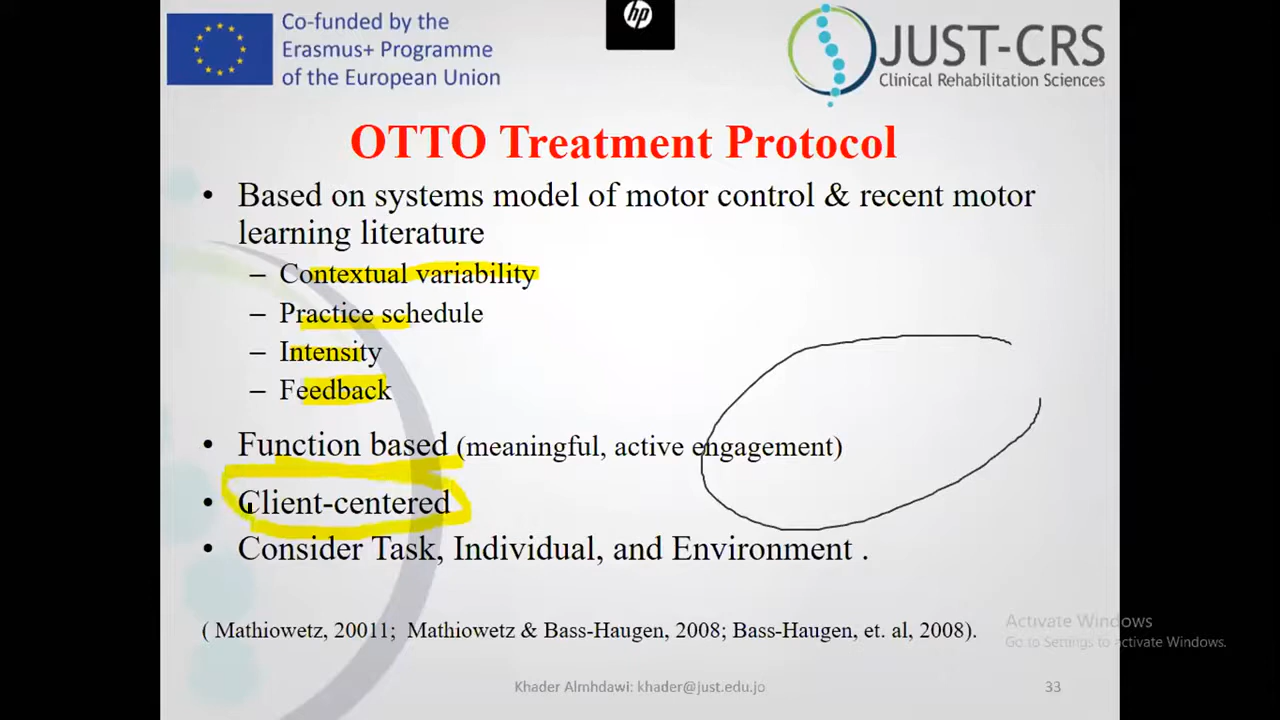 Co-funded by the
Erasmus+ Programme
of the European Union
hp
JUST-CRS
Clinical Rehabilitation Sciences
OTTO Treatment Protocol
• Based on systems model of motor control & recent motor
learning literature
– Contextual variability
– Practice schedule
– Intensity
– Feedback
• Function based (meaningful, active engagement)
• Client-centered
• Consider Task, Individual, and Environment .
( Mathiowetz, 20011; Mathiowetz & Bass-Haugen, 2008; Bass-Haugen, et. al, 2008).
Activate Windows
Go to Settings to activate Windows.
Khader Almhdawi: khader@just.edu.jo
33